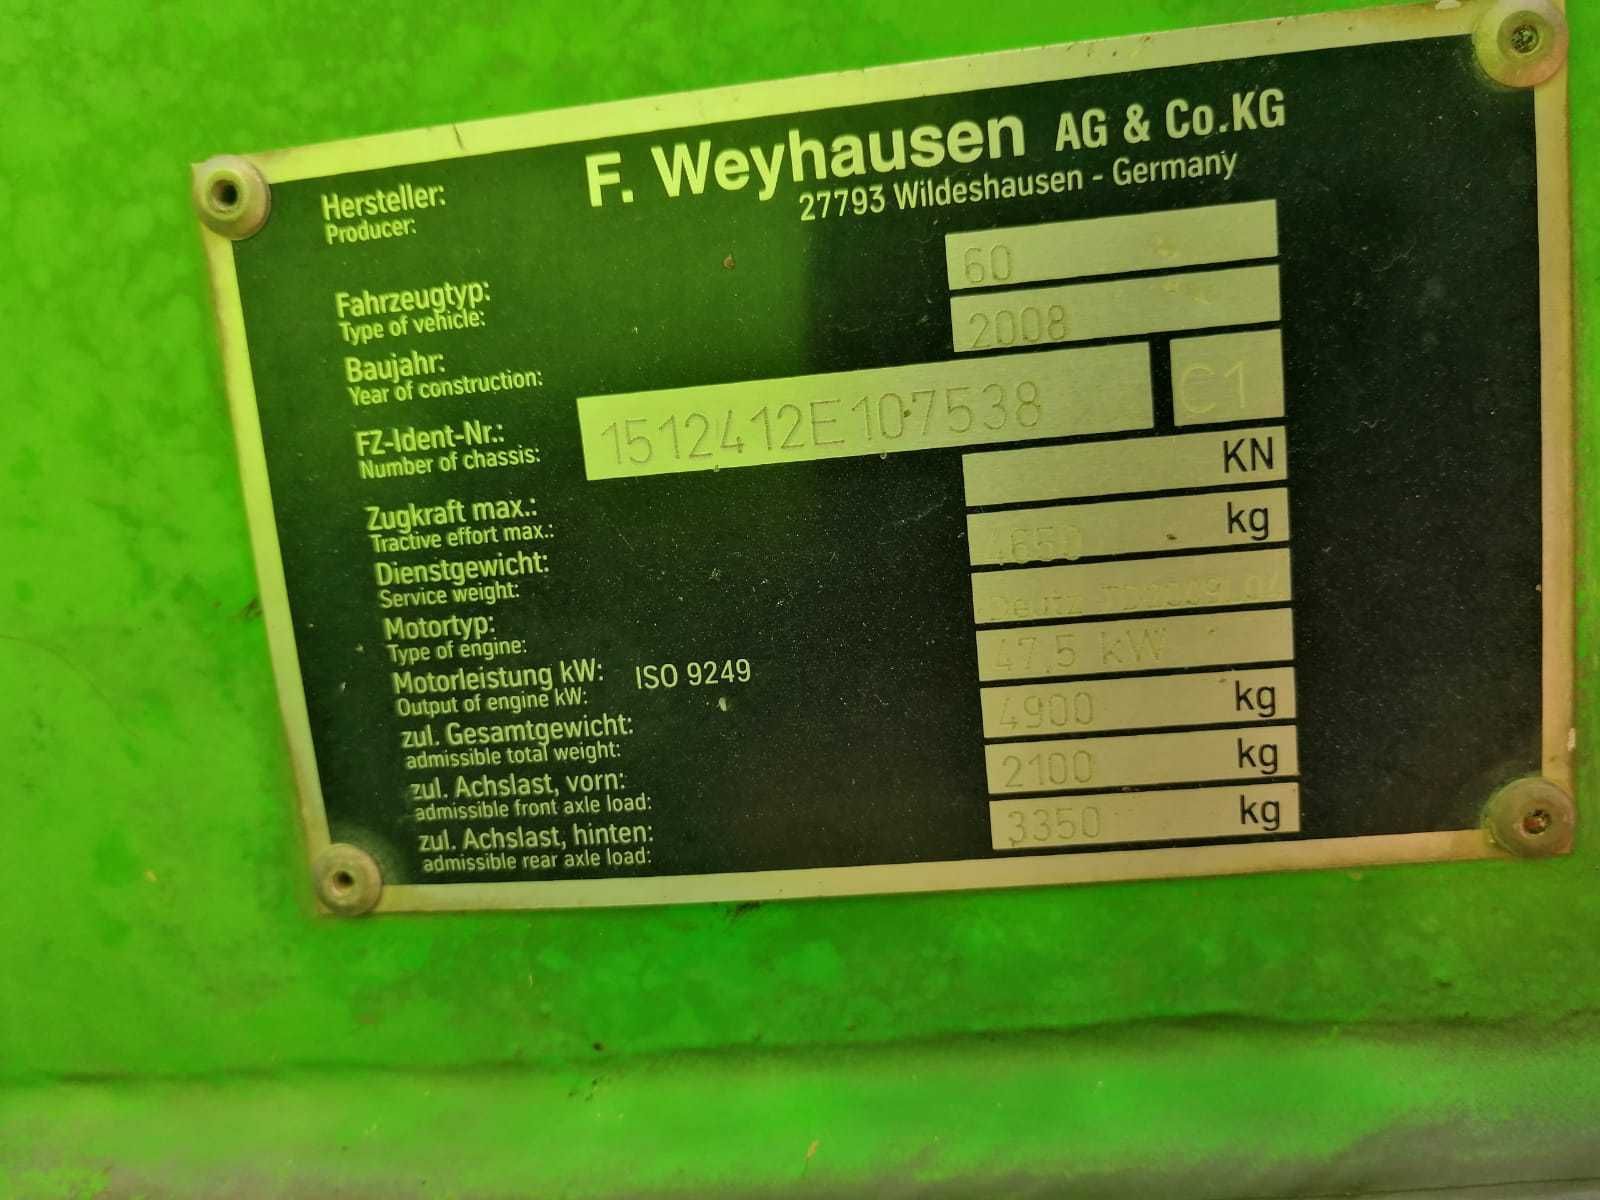 Hersteller:
Producer:
F. Weyhausen AG & Co.KG
27793 Wildeshausen - Germany
Fahrzeugtyp:
Type of vehicle:
60
Baujahr:
Year of construction:
2008
FZ-Ident-Nr.:
Number of chassis:
1512412E107538
C1
Zugkraft max.:
Tractive effort max.:
KN
Dienstgewicht:
Service weight:
4650 kg
Motortyp:
Type of engine:
Deutz
Motorleistung kW: ISO 9249
Output of engine kW:
47,5 kW
zul. Gesamtgewicht:
admissible total weight:
4900 kg
zul. Achslast, vorn:
admissible front axle load:
2100 kg
zul. Achslast, hinten:
admissible rear axle load:
3350 kg